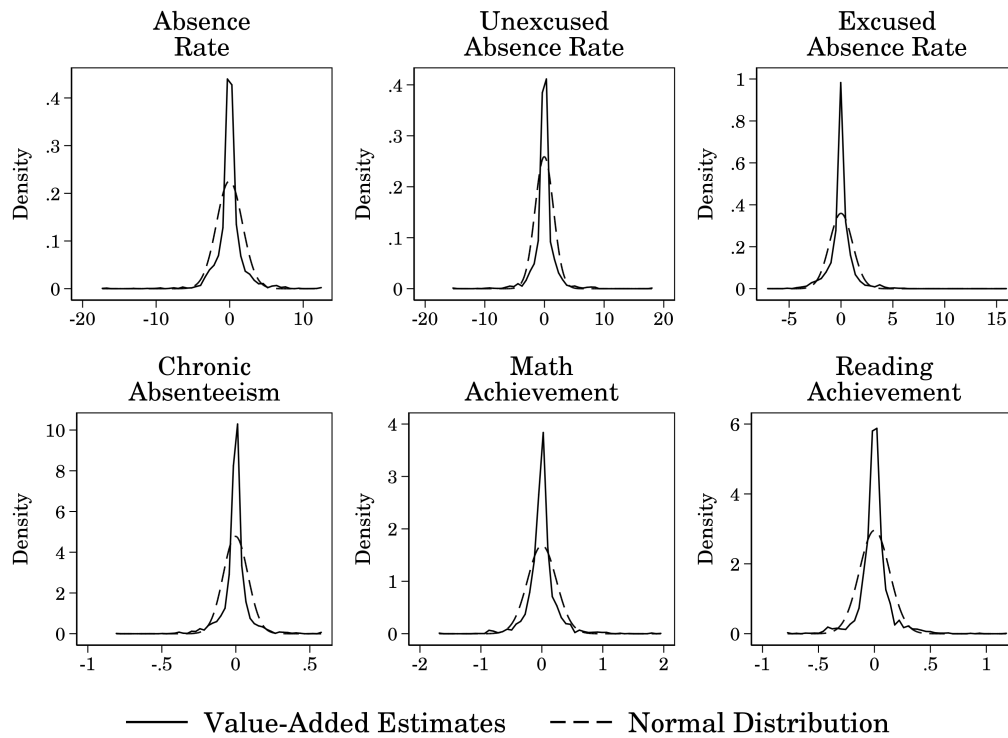 Absence
Rate
Unexcused
Absence Rate
Excused
Absence Rate
Density
.4
.3
.2
.1
0
-20 -10 0 10
Density
.4
.3
.2
.1
0
-20 -10 0 10 20
Density
1
.8
.6
.4
.2
0
-5 0 5 10 15
Chronic
Absenteeism
Math
Achievement
Reading
Achievement
Density
10
8
6
4
2
0
-1 -.5 0 .5
Density
4
3
2
1
0
-2 -1 0 1 2
Density
6
4
2
0
-1 -.5 0 .5 1
Value-Added Estimates Normal Distribution